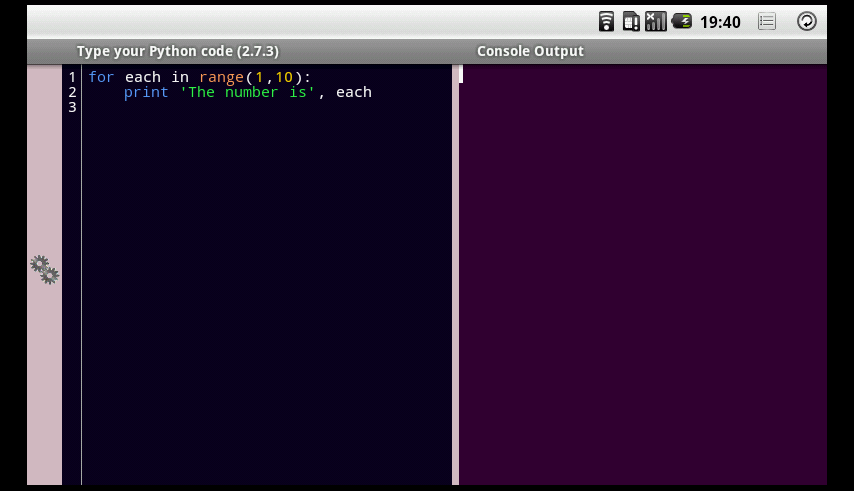 19:40
Type your Python code (2.7.3)
Console Output
1 for each in range(1,10):
2     print 'The number is', each
3